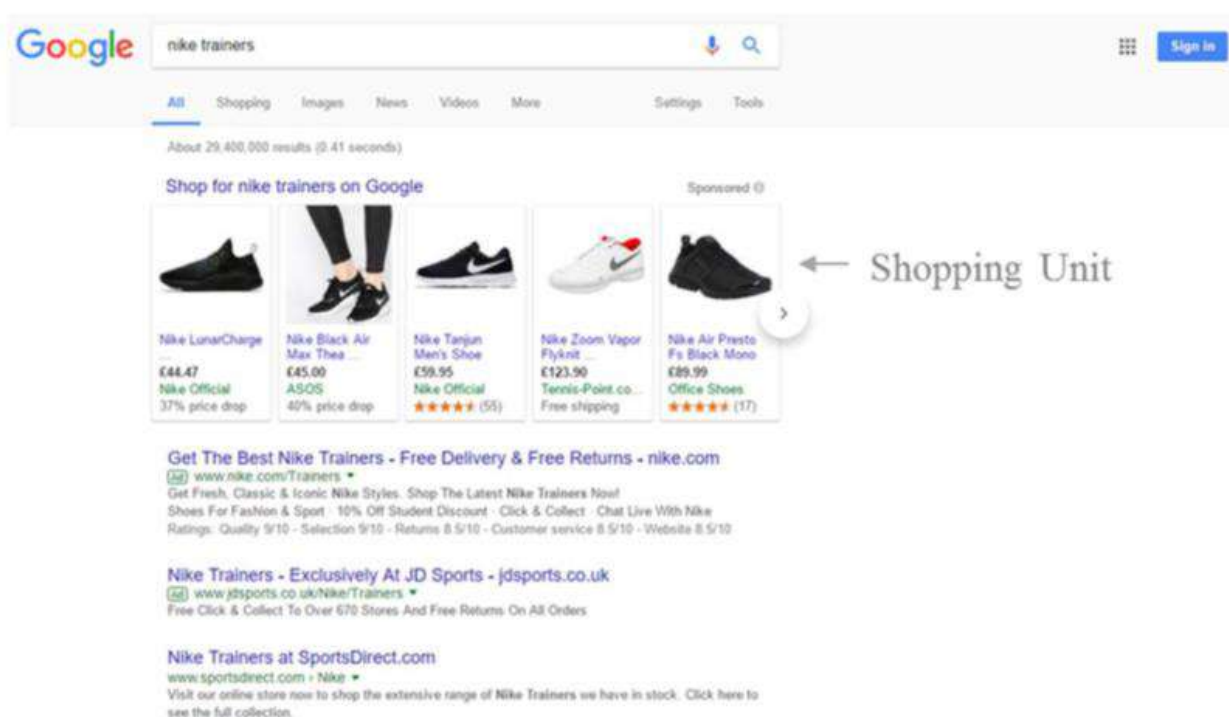 Google
nike trainers
Sign in
All Shopping Images News Videos More Settings Tools
About 29,400,000 results (0.41 seconds)
Shop for nike trainers on Google
Sponsored
Nike LunarCharge
...
£44.47
Nike Official
37% price drop
Nike Black Air
Max Thea ...
£45.00
ASOS
40% price drop
Nike Tanjun
Men's Shoe
£59.95
Nike Official
(55)
Nike Zoom Vapor
Flyknit ...
£123.90
Tennis-Point.co...
Free shipping
Nike Air Presto
Fs Black Mono
£89.99
Office Shoes
(17)
Shopping Unit
Get The Best Nike Trainers - Free Delivery & Free Returns - nike.com
Ad www.nike.com/Trainers
Get Fresh, Classic & Iconic Nike Styles. Shop The Latest Nike Trainers Now!
Shoes For Fashion & Sport · 10% Off Student Discount · Click & Collect · Chat Live With Nike
Ratings: Quality 9/10 - Selection 9/10 - Returns 8.5/10 - Customer service 8.5/10 - Website 8.5/10
Nike Trainers - Exclusively At JD Sports - jdsports.co.uk
Ad www.jdsports.co.uk/Nike/Trainers
Free Click & Collect To Over 670 Stores And Free Returns On All Orders
Nike Trainers at SportsDirect.com
www.sportsdirect.com › Nike
Visit our online store now to shop the extensive range of Nike Trainers we have in stock. Click here to
see the full collection.